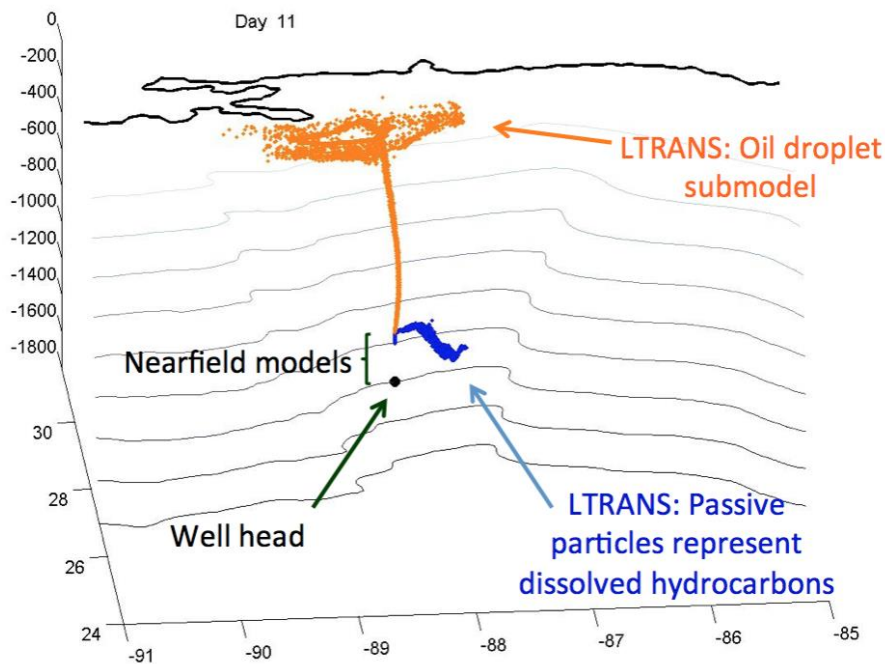 Day 11
0
-200
-400
-600
-800
-1000
-1200
-1400
-1600
-1800
LTRANS: Oil droplet
submodel
Nearfield models
Well head
LTRANS: Passive
particles represent
dissolved hydrocarbons
30
28
26
24
-91
-90
-89
-88
-87
-86
-85